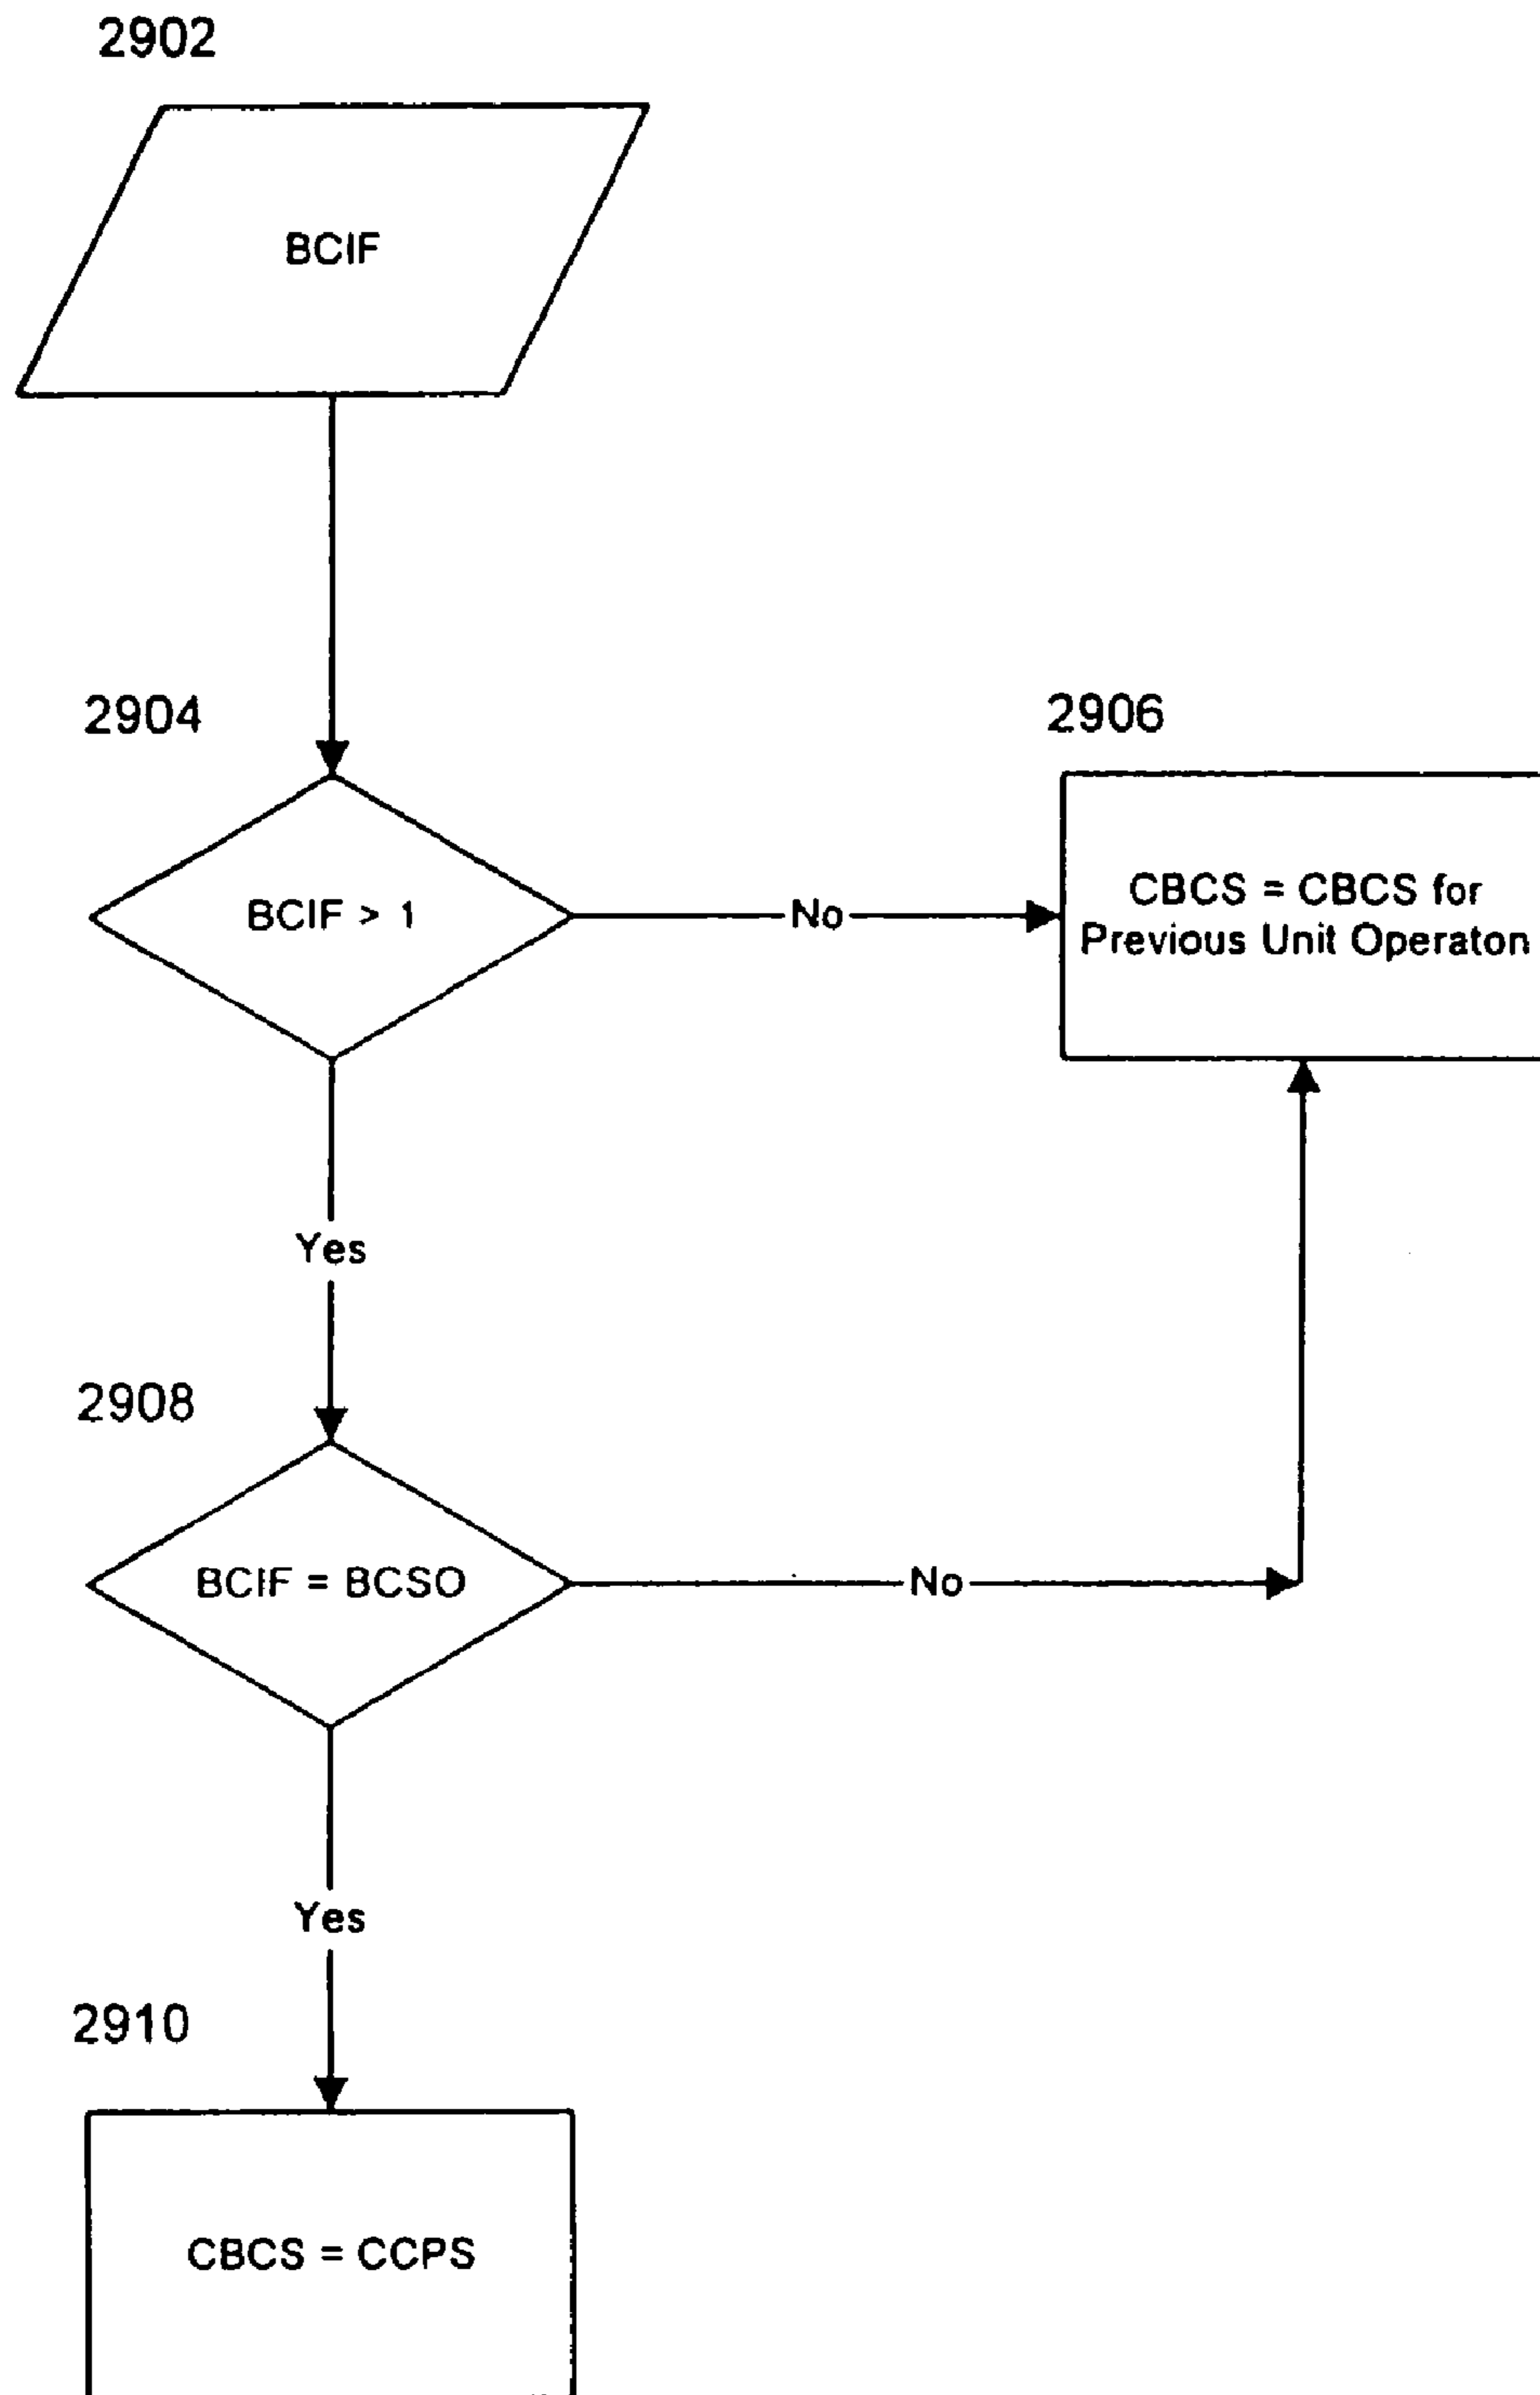 2902
BCIF
2904
BCIF > 1
No
2906
CBCS = CBCS for
Previous Unit Operaton
Yes
2908
BCIF = BCSO
No
Yes
2910
CBCS = CCPS